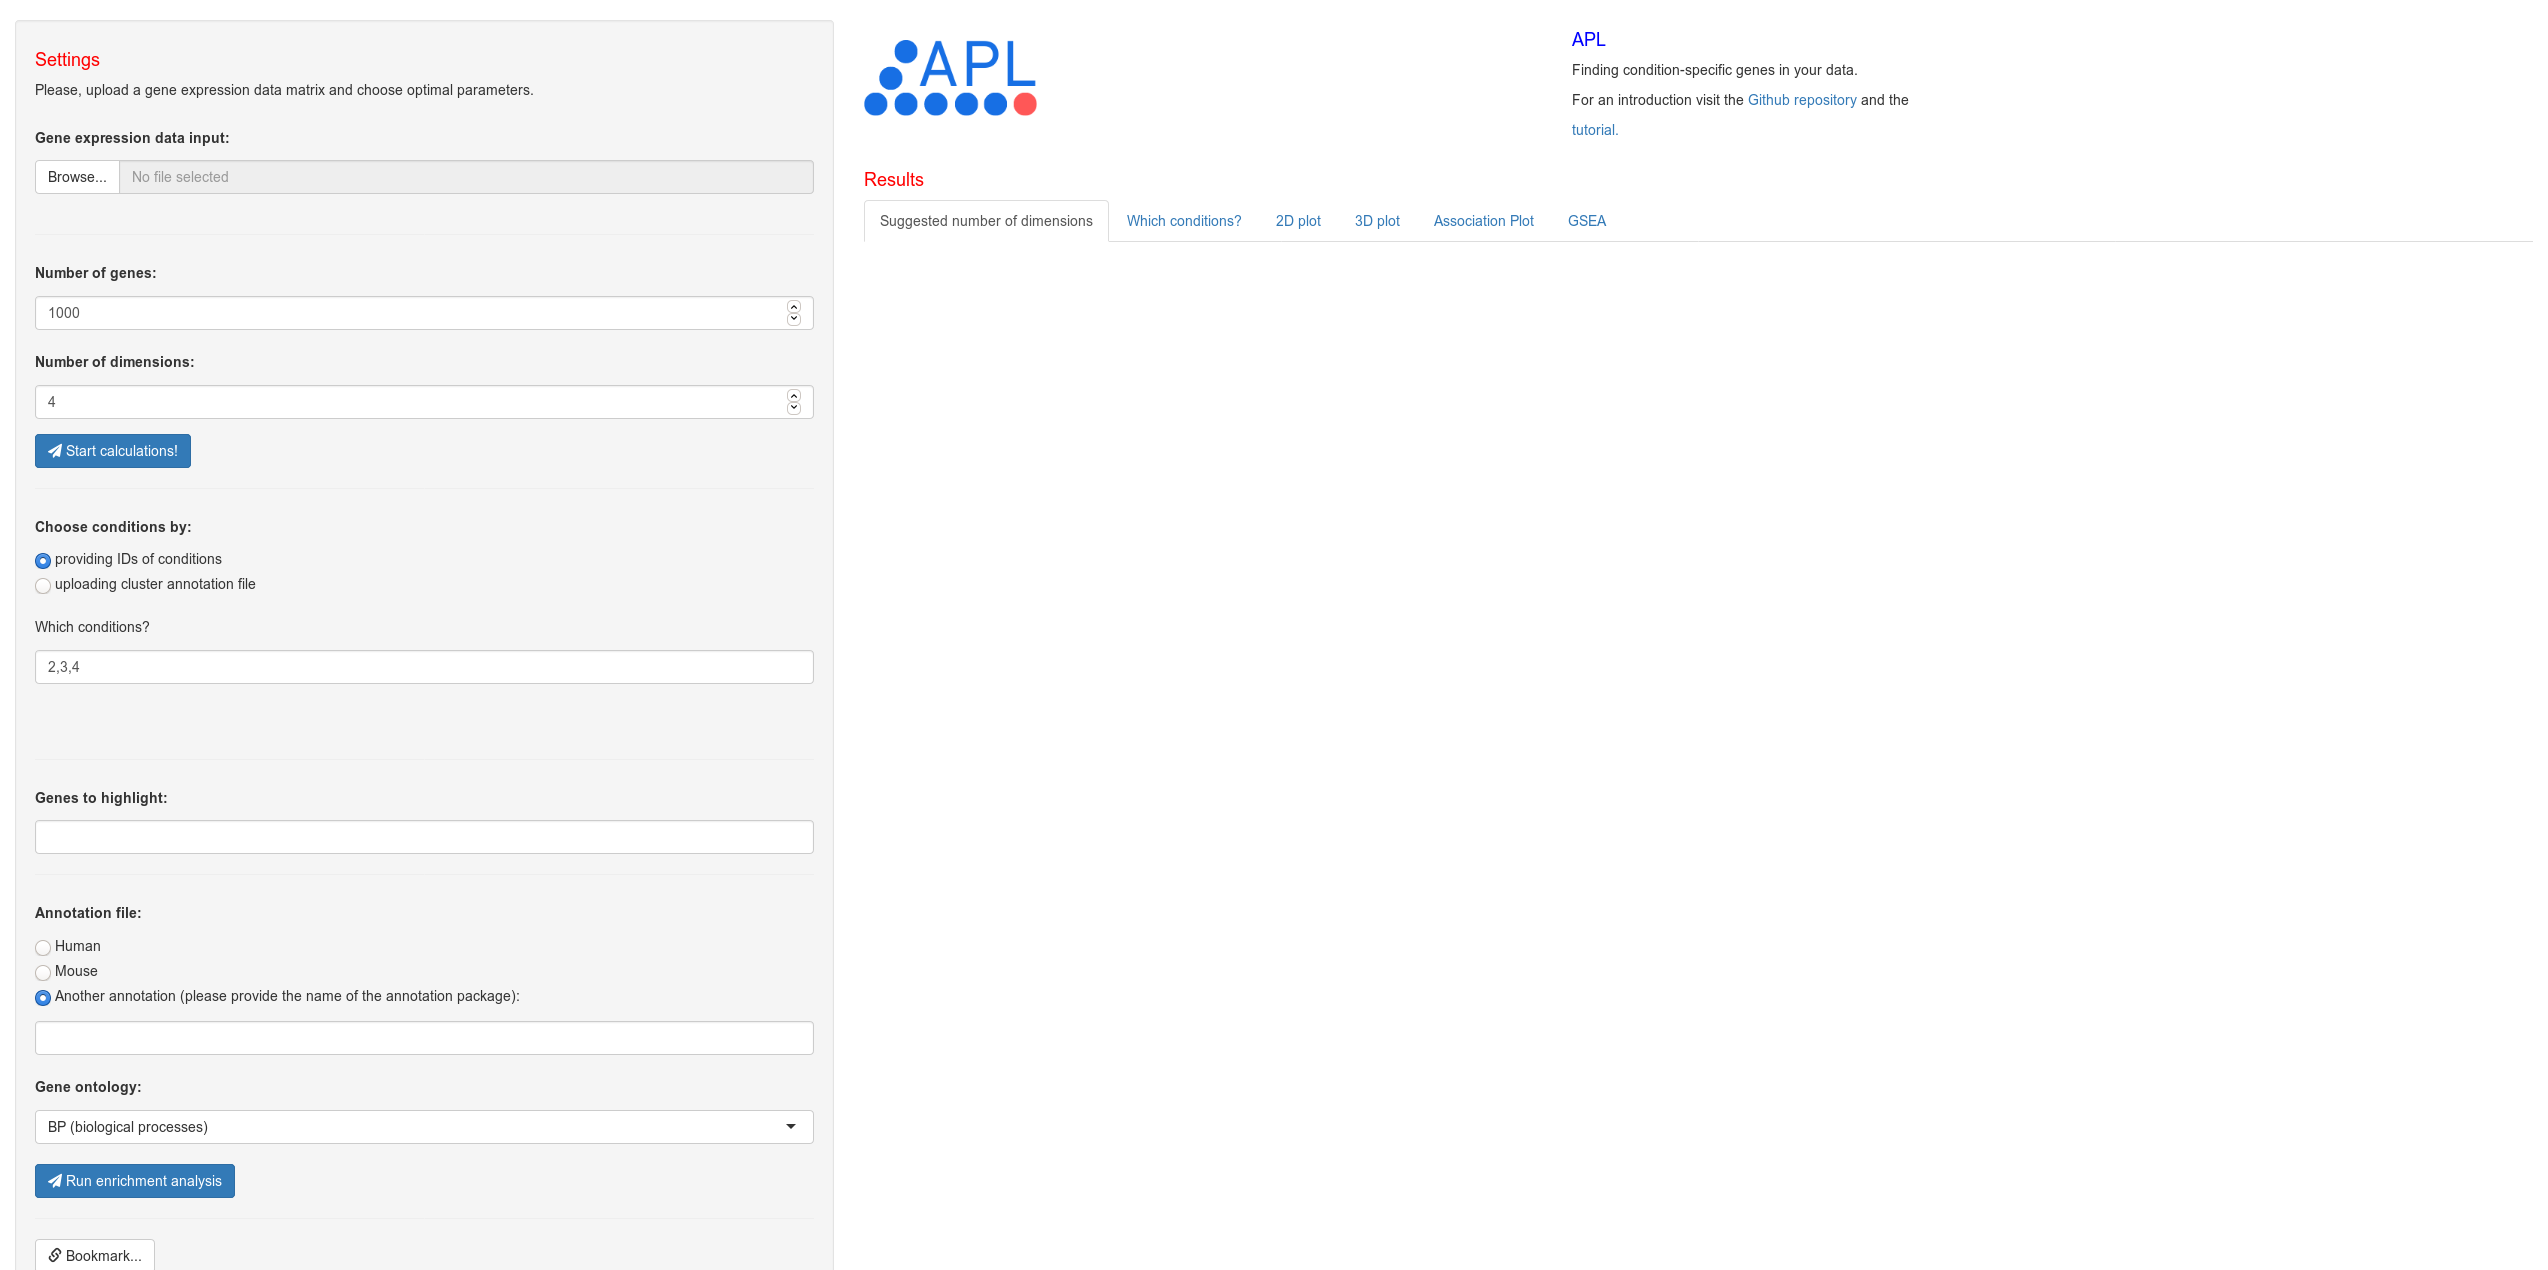 Settings
Please, upload a gene expression data matrix and choose optimal parameters.
Gene expression data input:
Browse... No file selected
Number of genes:
1000
Number of dimensions:
4
Start calculations!
Choose conditions by:
providing IDs of conditions
uploading cluster annotation file
Which conditions?
2,3,4
Genes to highlight:
Annotation file:
Human
Mouse
Another annotation (please provide the name of the annotation package):
Gene ontology:
BP (biological processes)
Run enrichment analysis
Bookmark...
APL
APL
Finding condition-specific genes in your data.
For an introduction visit the Github repository and the
tutorial.
Results
Suggested number of dimensions Which conditions? 2D plot 3D plot Association Plot GSEA